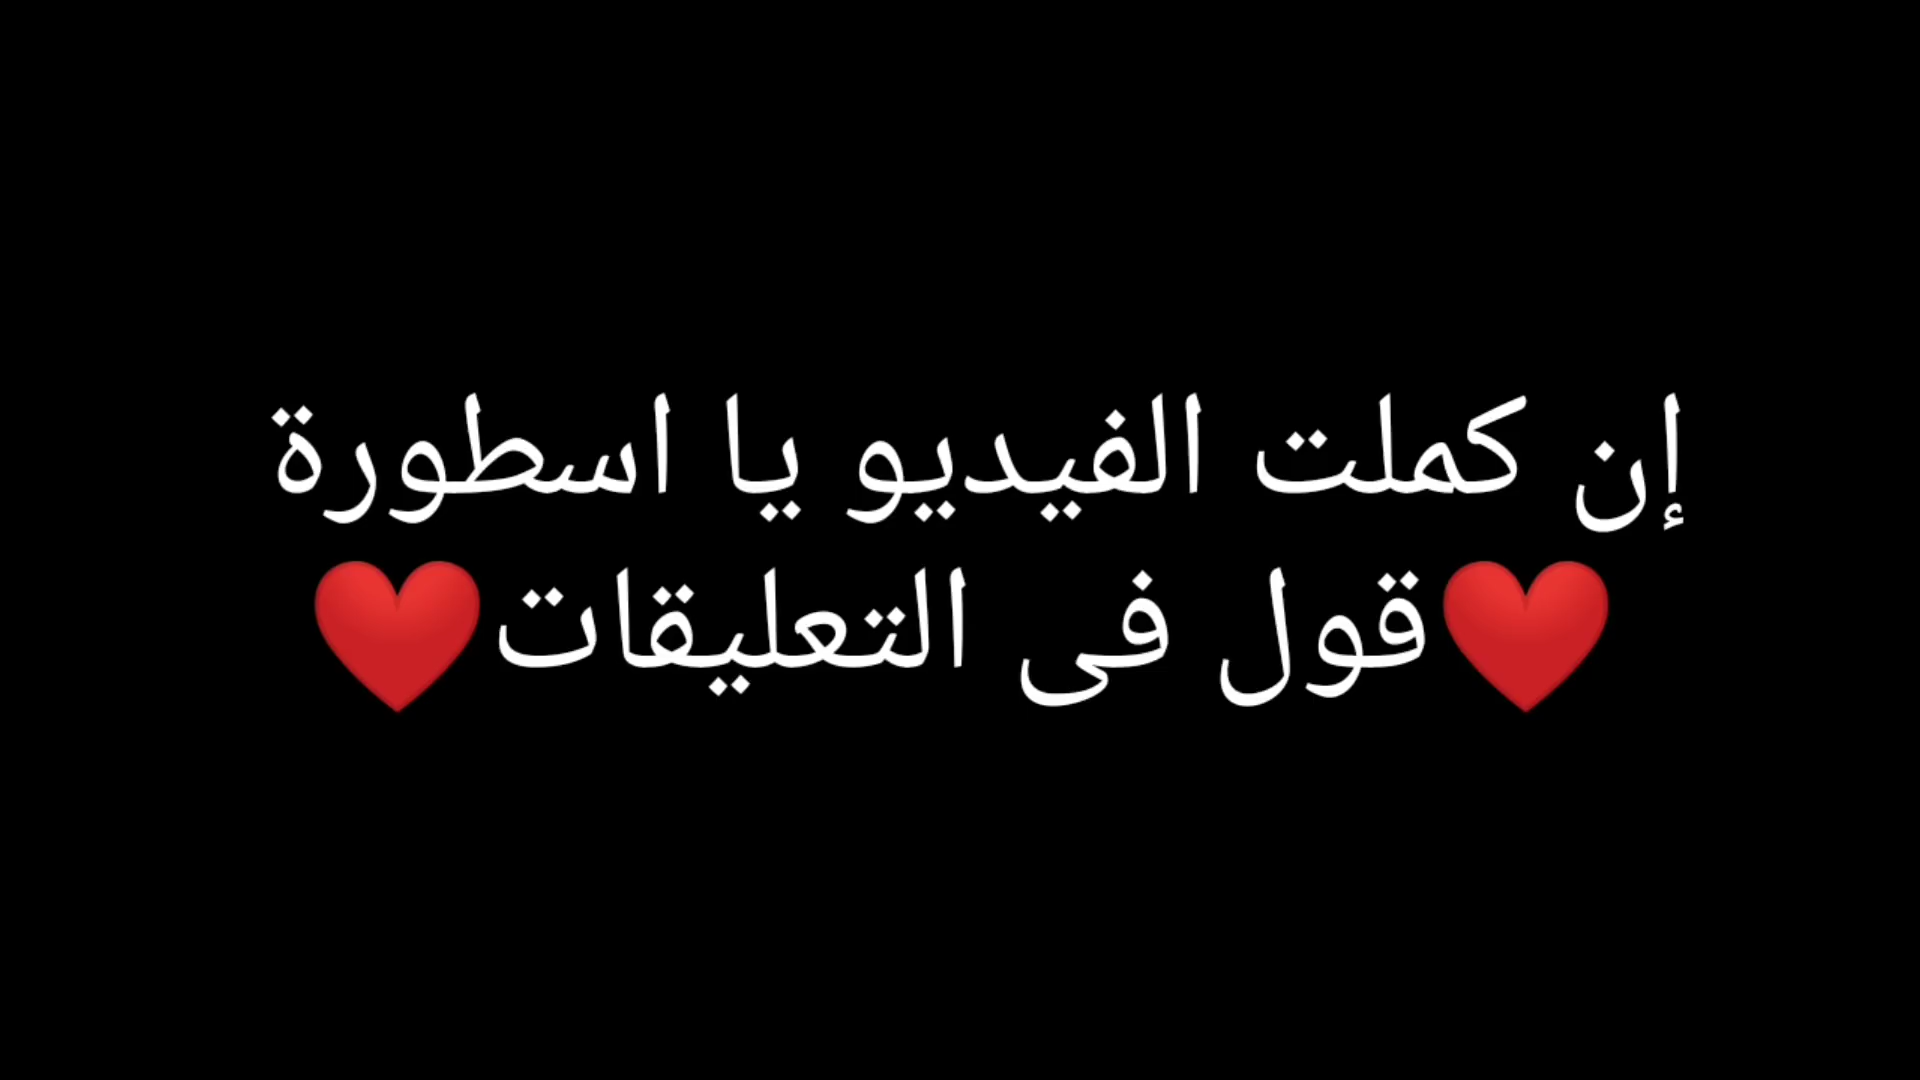 إن كملت الفيديو يا اسطورة
❤️قول فى التعليقات❤️